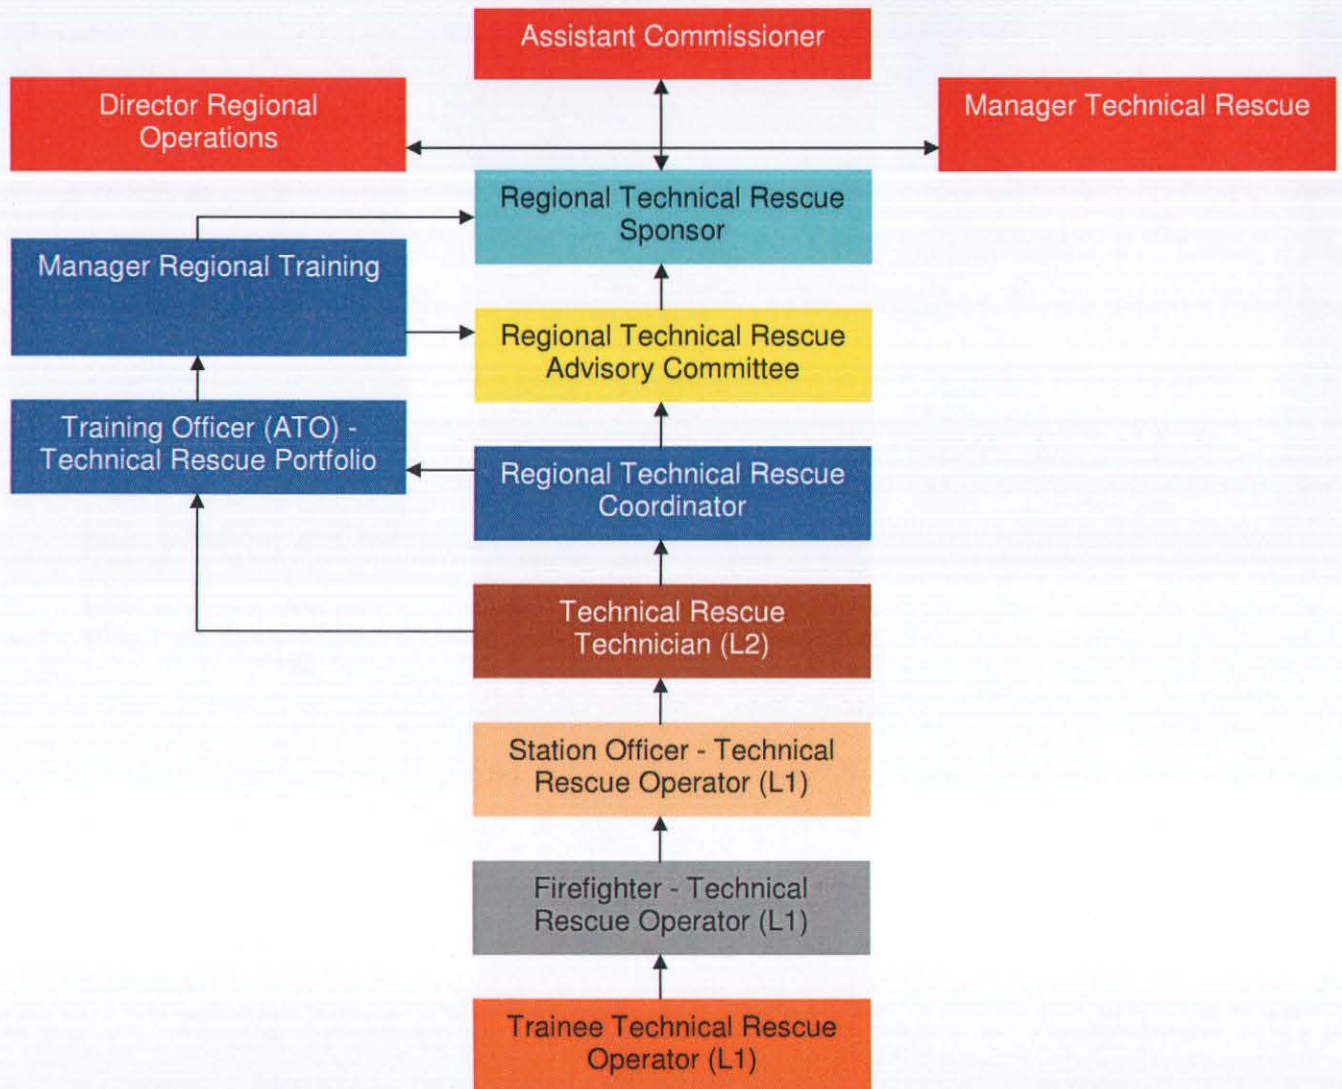 Assistant Commissioner
Director Regional
Operations
Manager Technical Rescue
Regional Technical Rescue
Sponsor
Manager Regional Training
Regional Technical Rescue
Advisory Committee
Training Officer (ATO) -
Technical Rescue Portfolio
Regional Technical Rescue
Coordinator
Technical Rescue
Technician (L2)
Station Officer - Technical
Rescue Operator (L1)
Firefighter - Technical
Rescue Operator (L1)
Trainee Technical Rescue
Operator (L1)